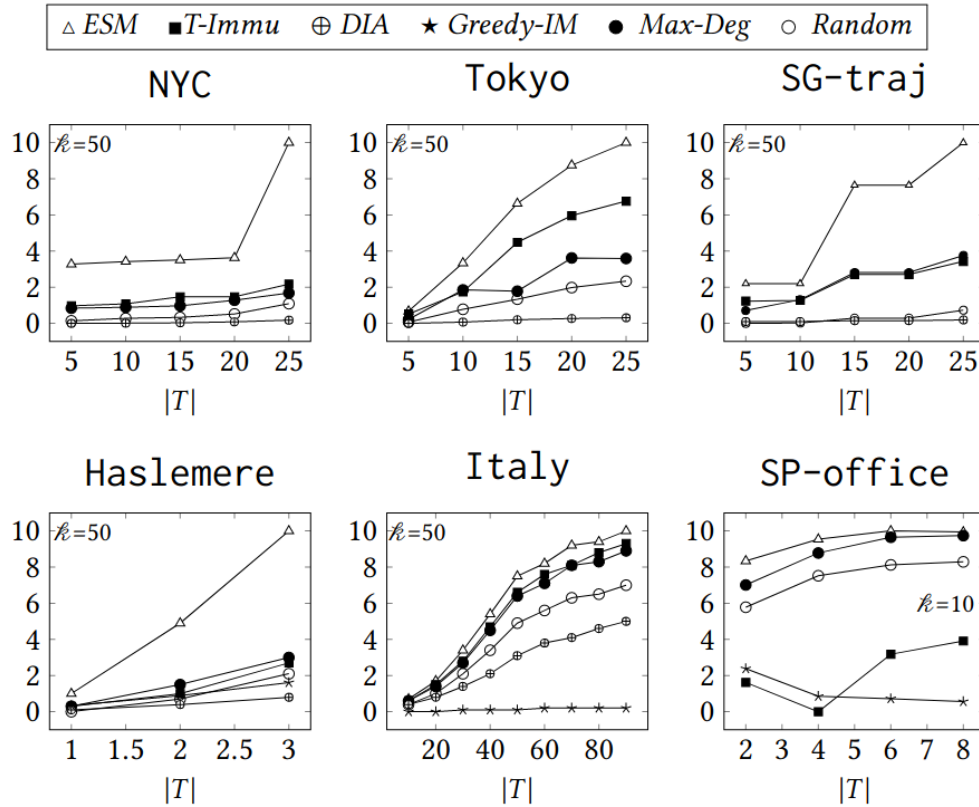 △ ESM ■ T-Immu ⊕ DIA ★ Greedy-IM ● Max-Deg ○ Random
NYC Tokyo SG-traj
10 𝓀=50 10 𝓀=50 10 𝓀=50
8 8 8
6 6 6
4 4 4
2 2 2
0 0 0
5 10 15 20 25 5 10 15 20 25 5 10 15 20 25
|T| |T| |T|
Haslemere Italy SP-office
10 𝓀=50 10 𝓀=50 10
8 8 8
6 6 6
𝓀=10
4 4 4
2 2 2
0 0 0
1 1.5 2 2.5 3 20 40 60 80 2 3 4 5 6 7 8
|T| |T| |T|